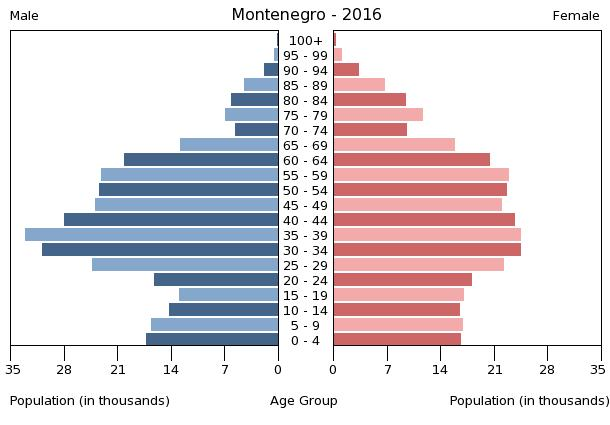 Montenegro - 2016
Male
Female
100+
95 - 99
90 - 94
85 - 89
80 - 84
75 - 79
70 - 74
65 - 69
60 - 64
55 - 59
50 - 54
45 - 49
40 - 44
35 - 39
30 - 34
25 - 29
20 - 24
15 - 19
10 - 14
5 - 9
0 - 4
35 28 21 14 7 0 0 7 14 21 28 35
Population (in thousands) Age Group Population (in thousands)